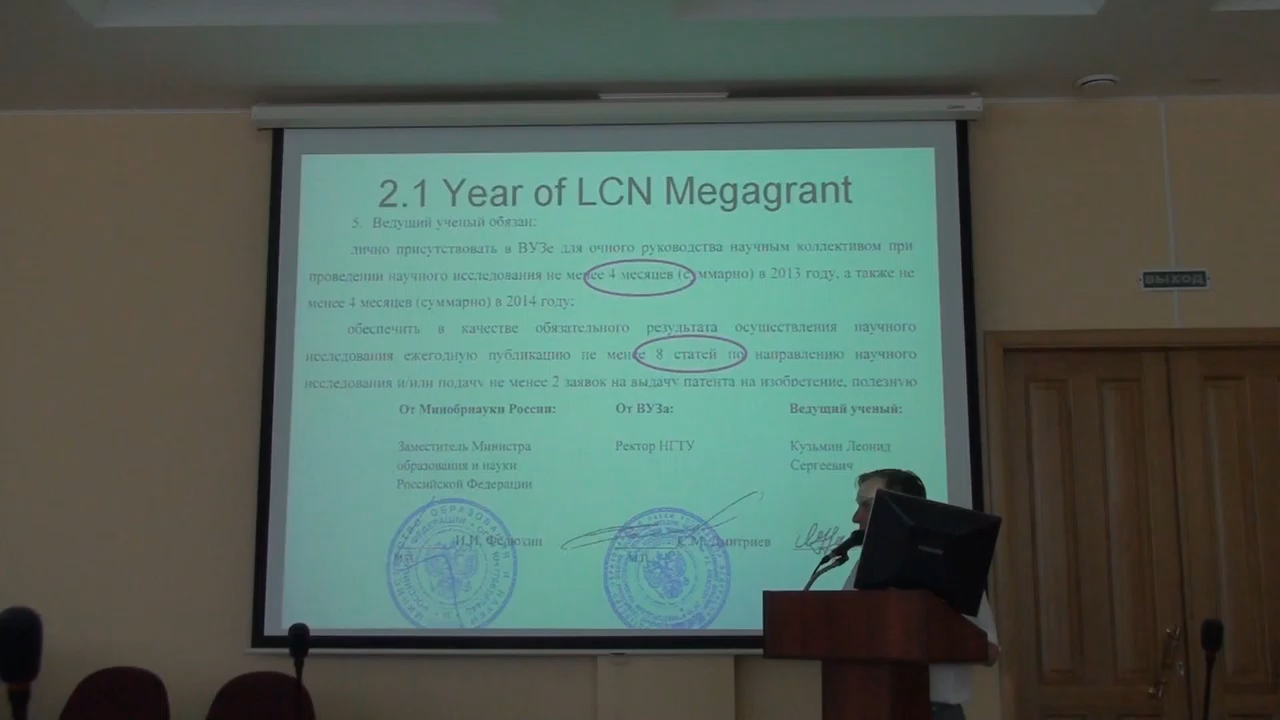 2.1 Year of LCN Megagrant
5. Ведущий ученый обязан:
лично присутствовать в ВУЗе для очного руководства научным коллективом при
проведении научного исследования не менее 4 месяцев (суммарно) в 2013 году, а также не
менее 4 месяцев (суммарно) в 2014 году;
обеспечить в качестве обязательного результата осуществления научного
исследования ежегодную публикацию не менее 8 статей по направлению научного
исследования и/или подачу не менее 2 заявок на выдачу патента на изобретение, полезную
От Минобрнауки России: От ВУЗа: Ведущий ученый:
Заместитель Министра Ректор НГТУ Кузьмин Леонид
образования и науки Сергеевич
Российской Федерации
И.И. Федюкин С.М. Дмитриев
М.П. М.П.
ВЫХОД